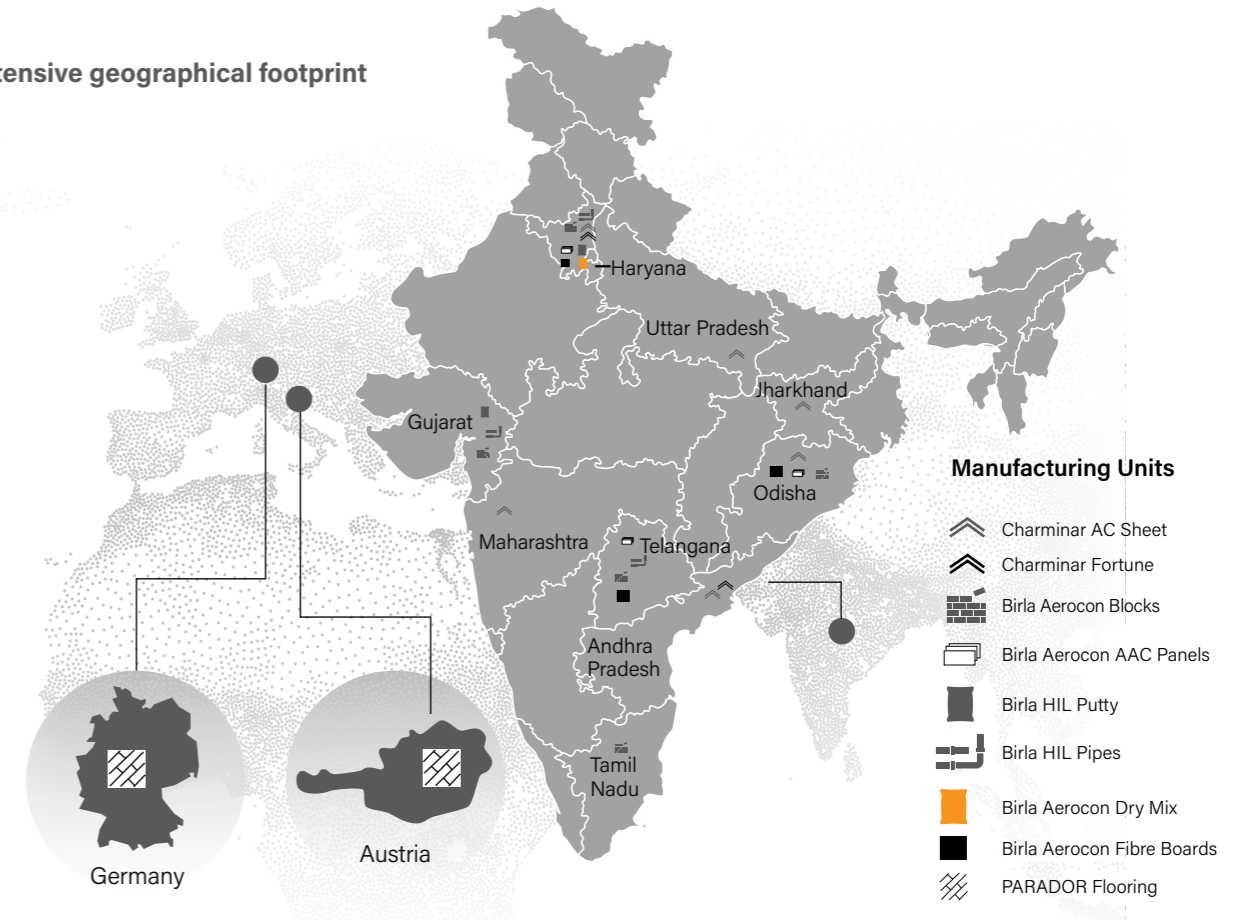 tensive geographical footprint
Haryana
Uttar Pradesh
Jharkhand
Gujarat
Odisha
Maharashtra
Telangana
Andhra
Pradesh
Tamil
Nadu
Germany
Austria
Manufacturing Units
Charminar AC Sheet
Charminar Fortune
Birla Aerocon Blocks
Birla Aerocon AAC Panels
Birla HIL Putty
Birla HIL Pipes
Birla Aerocon Dry Mix
Birla Aerocon Fibre Boards
PARADOR Flooring